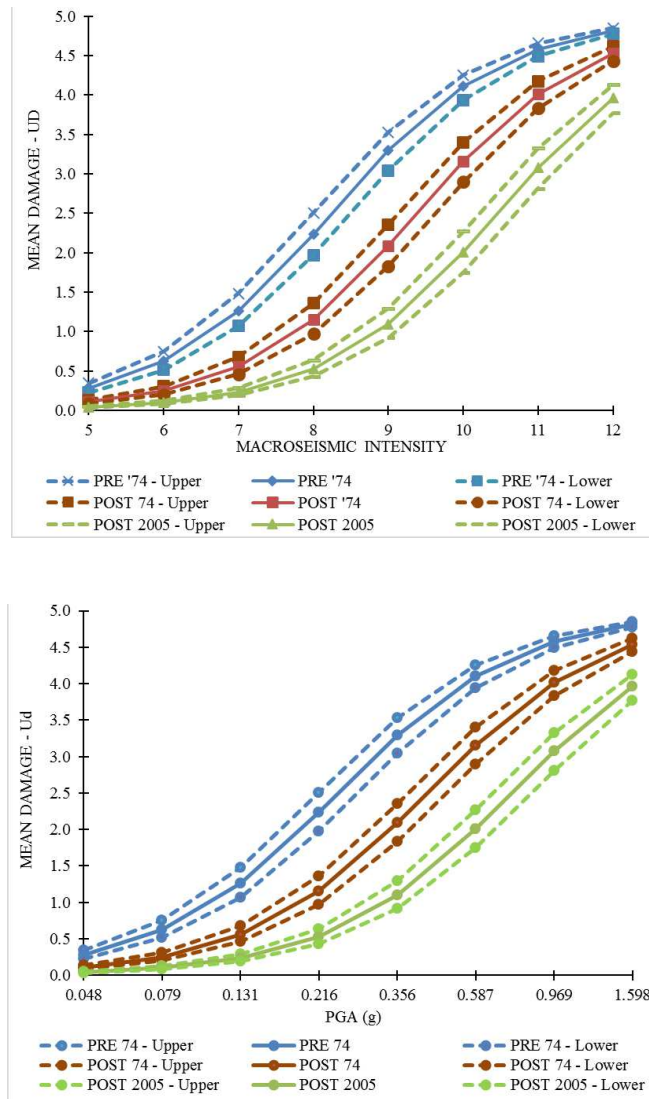 5.0
4.5
4.0
3.5
3.0
2.5
2.0
1.5
1.0
0.5
0.0
MEAN DAMAGE - UD
5 6 7 8 9 10 11 12
MACROSEISMIC INTENSITY
PRE '74 - Upper PRE '74 PRE '74 - Lower
POST 74 - Upper POST '74 POST 74 - Lower
POST 2005 - Upper POST 2005 POST 2005 - Lower
5.0
4.5
4.0
3.5
3.0
2.5
2.0
1.5
1.0
0.5
0.0
MEAN DAMAGE - Ud
0.048 0.079 0.131 0.216 0.356 0.587 0.969 1.598
PGA (g)
PRE 74 - Upper PRE 74 PRE 74 - Lower
POST 74 - Upper POST 74 POST 74 - Lower
POST 2005 - Upper POST 2005 POST 2005 - Lower